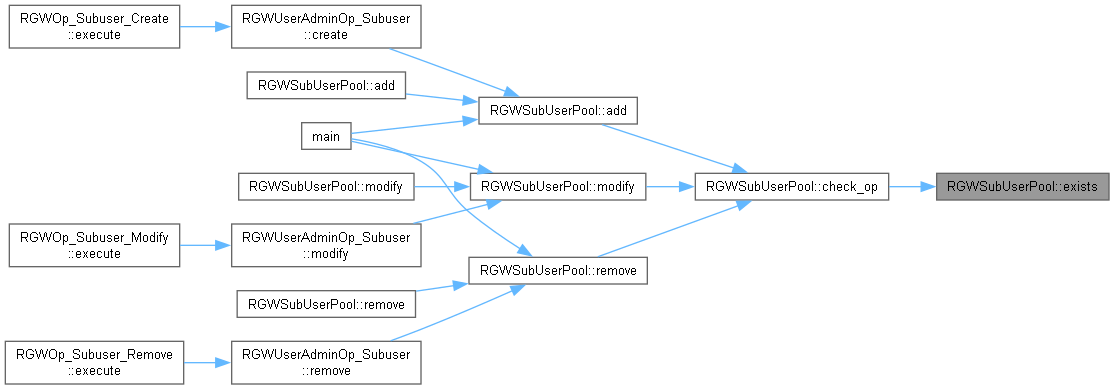 RGWOp_Subuser_Create
::execute
RGWUserAdminOp_Subuser
::create
RGWSubUserPool::add
RGWSubUserPool::add
main
RGWSubUserPool::modify
RGWSubUserPool::modify
RGWSubUserPool::check_op
RGWSubUserPool::exists
RGWOp_Subuser_Modify
::execute
RGWUserAdminOp_Subuser
::modify
RGWSubUserPool::remove
RGWSubUserPool::remove
RGWOp_Subuser_Remove
::execute
RGWUserAdminOp_Subuser
::remove